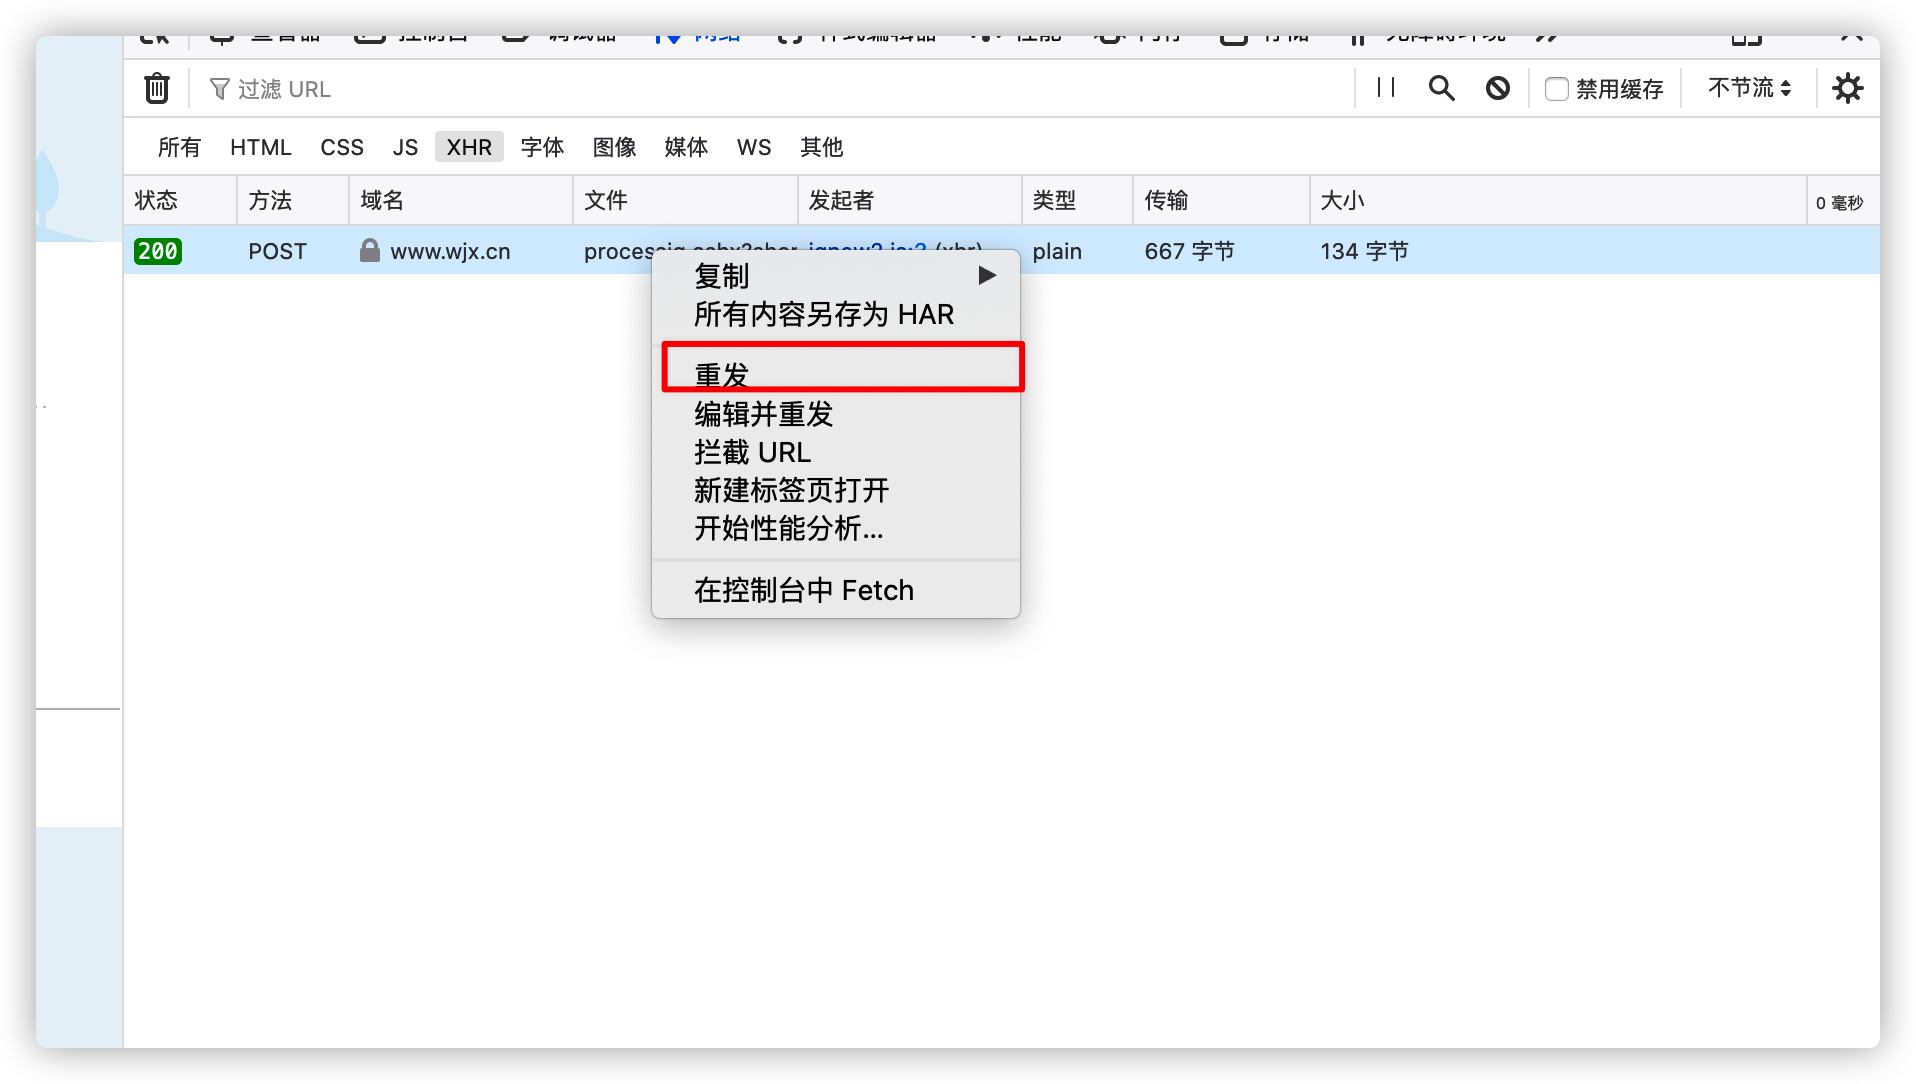 网络
过滤 URL
禁用缓存
不节流
所有 HTML CSS JS XHR 字体 图像 媒体 WS 其他
状态 方法 域名 文件 发起者 类型 传输 大小 0 毫秒
200 POST www.wjx.cn plain 667 字节 134 字节
复制
所有内容另存为 HAR
重发
编辑并重发
拦截 URL
新建标签页打开
开始性能分析...
在控制台中 Fetch